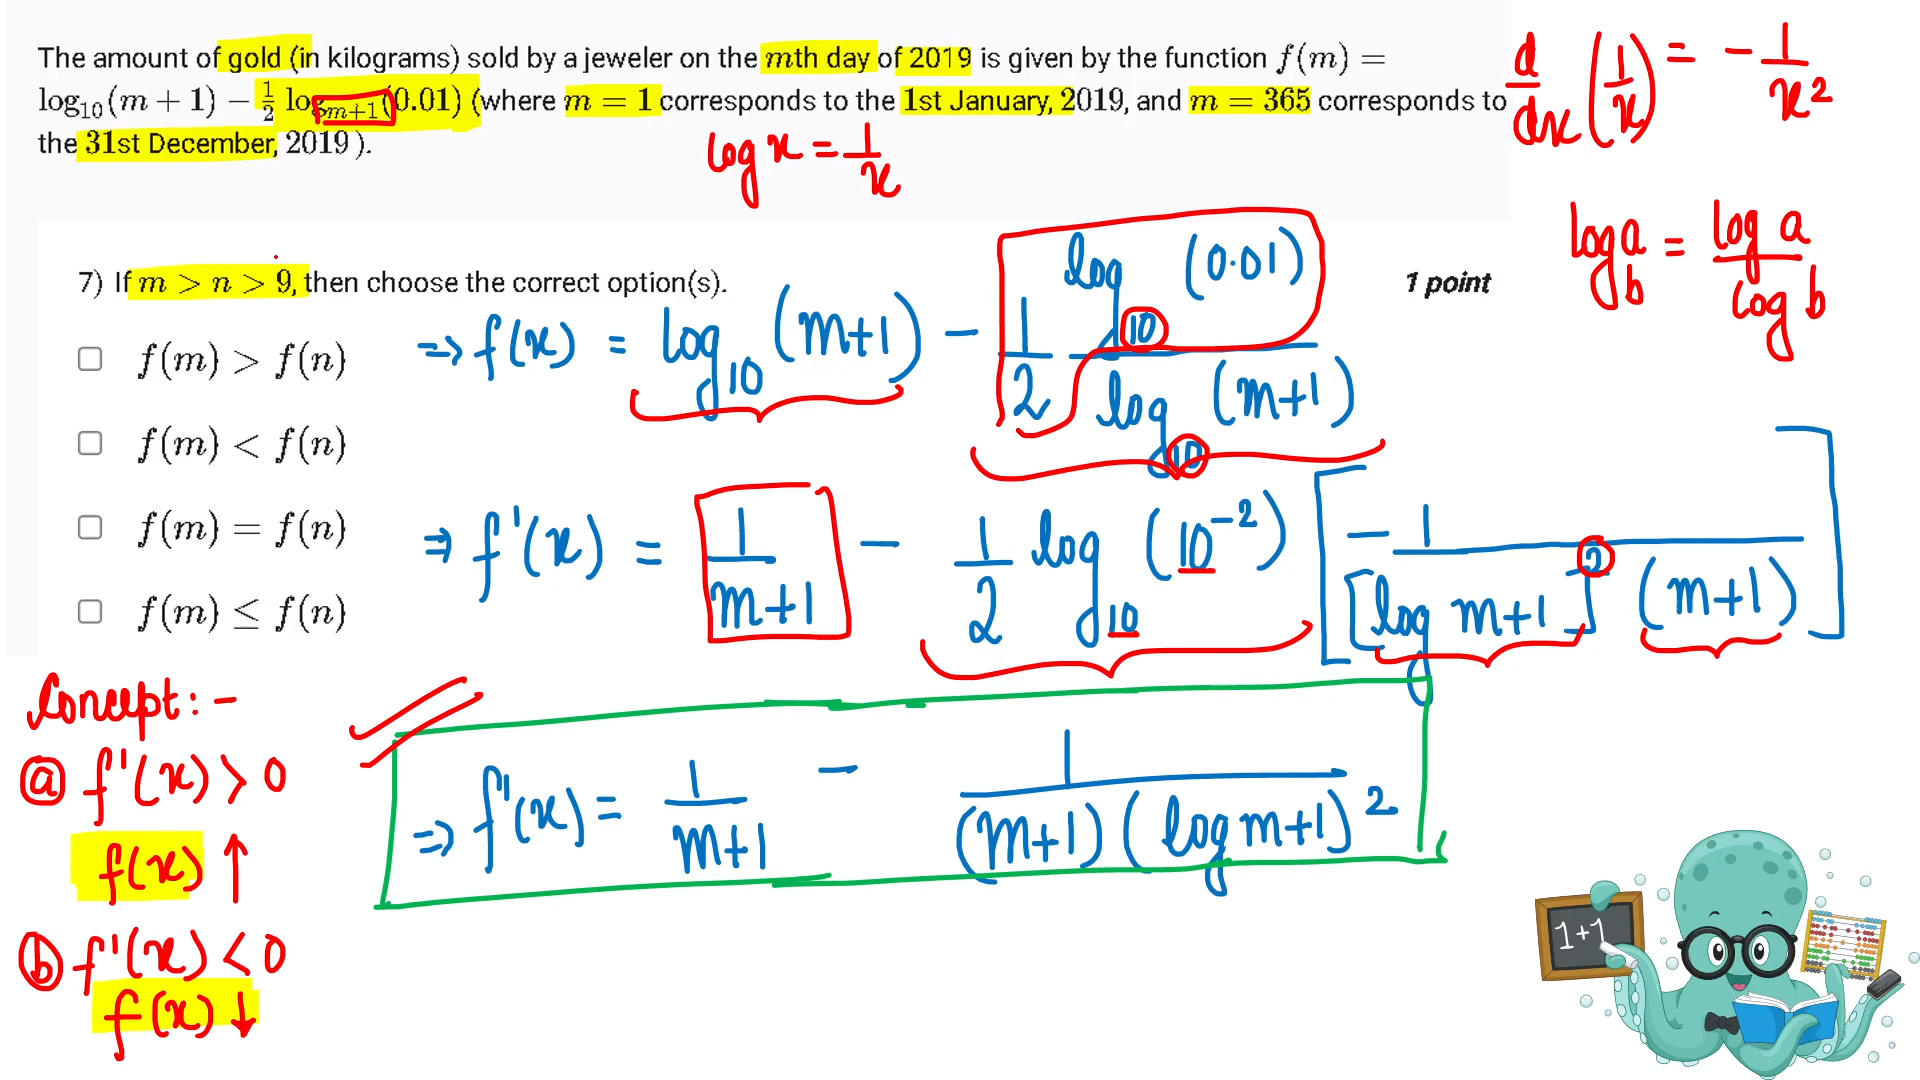 The amount of gold (in kilograms) sold by a jeweler on the mth day of 2019 is given by the function f(m) =
log₁₀(m + 1) − 1/2 logₘ₊₁(0.01) (where m = 1 corresponds to the 1st January, 2019, and m = 365 corresponds to
the 31st December, 2019 ).
log x = 1/x
d/dx (1/x) = -1/x²
log_b a = log a / log b
7) If m > n > 9, then choose the correct option(s).
1 point
f(m) > f(n)
f(m) < f(n)
f(m) = f(n)
f(m) ≤ f(n)
⇒ f(x) = log₁₀ (m+1) − 1/2 log₁₀ (0.01) / log₁₀ (m+1)
⇒ f'(x) = 1/m+1 − 1/2 log₁₀ (10⁻²) [ −1 / [log m+1]² (m+1) ]
⇒ f'(x) = 1/m+1 − 1/(m+1)(log m+1)²
Concept:-
ⓐ f'(x) > 0
f(x) ↑
ⓑ f'(x) < 0
f(x) ↓
1+1